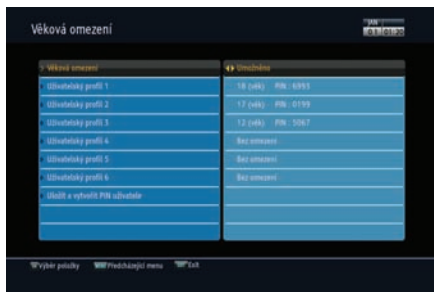 Věková omezení
JAN
01 01:20
Věková omezení Umožněno
Uživatelský profil 1 18 (věk) PIN : 6993
Uživatelský profil 2 17 (věk) PIN : 0199
Uživatelský profil 3 12 (věk) PIN : 5067
Uživatelský profil 4 Bez omezení
Uživatelský profil 5 Bez omezení
Uživatelský profil 6 Bez omezení
Uložit a vytvořit PIN uživatele
Výběr položky Předcházející menu Exit